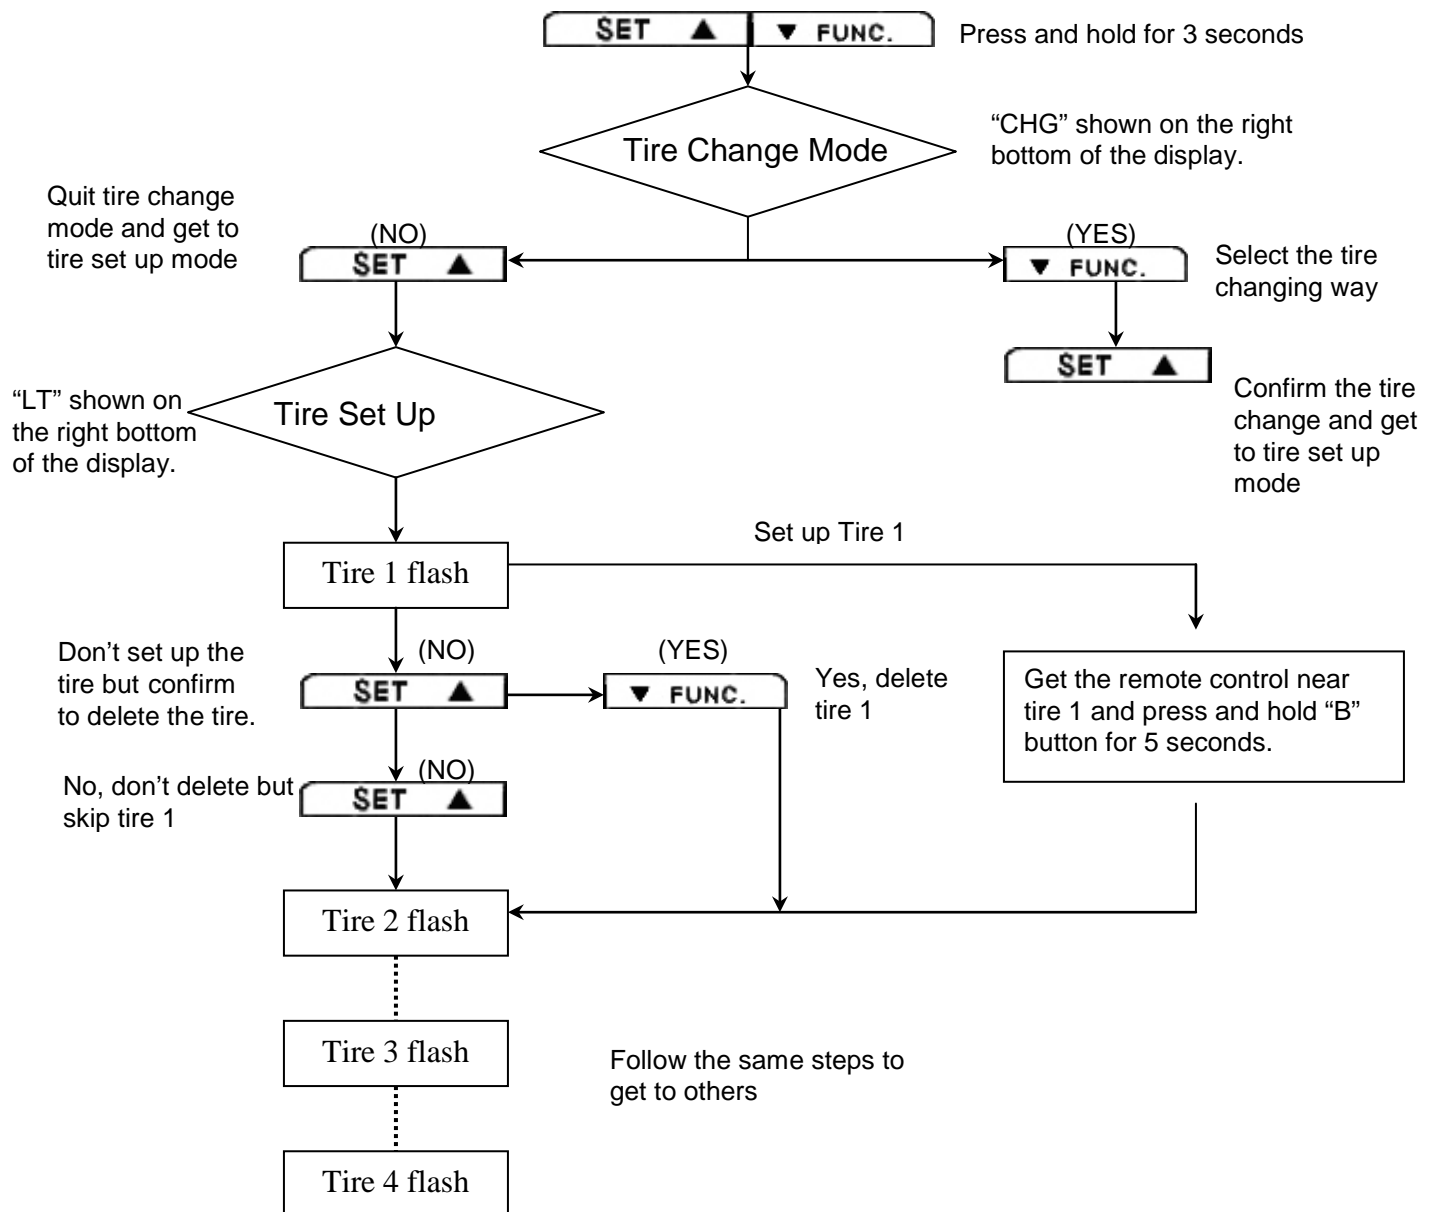 SET ▲ ▼ FUNC. Press and hold for 3 seconds
Tire Change Mode
“CHG” shown on the right
bottom of the display.
Quit tire change
mode and get to
tire set up mode
(NO)
SET ▲
(YES)
▼ FUNC.
Select the tire
changing way
SET ▲
Confirm the tire
change and get
to tire set up
mode
“LT” shown on
the right bottom
of the display.
Tire Set Up
Set up Tire 1
Tire 1 flash
Don’t set up the
tire but confirm
to delete the tire.
(NO)
SET ▲
(YES)
▼ FUNC.
Yes, delete
tire 1
Get the remote control near
tire 1 and press and hold “B”
button for 5 seconds.
No, don’t delete but
skip tire 1
(NO)
SET ▲
Tire 2 flash
Tire 3 flash
Follow the same steps to
get to others
Tire 4 flash